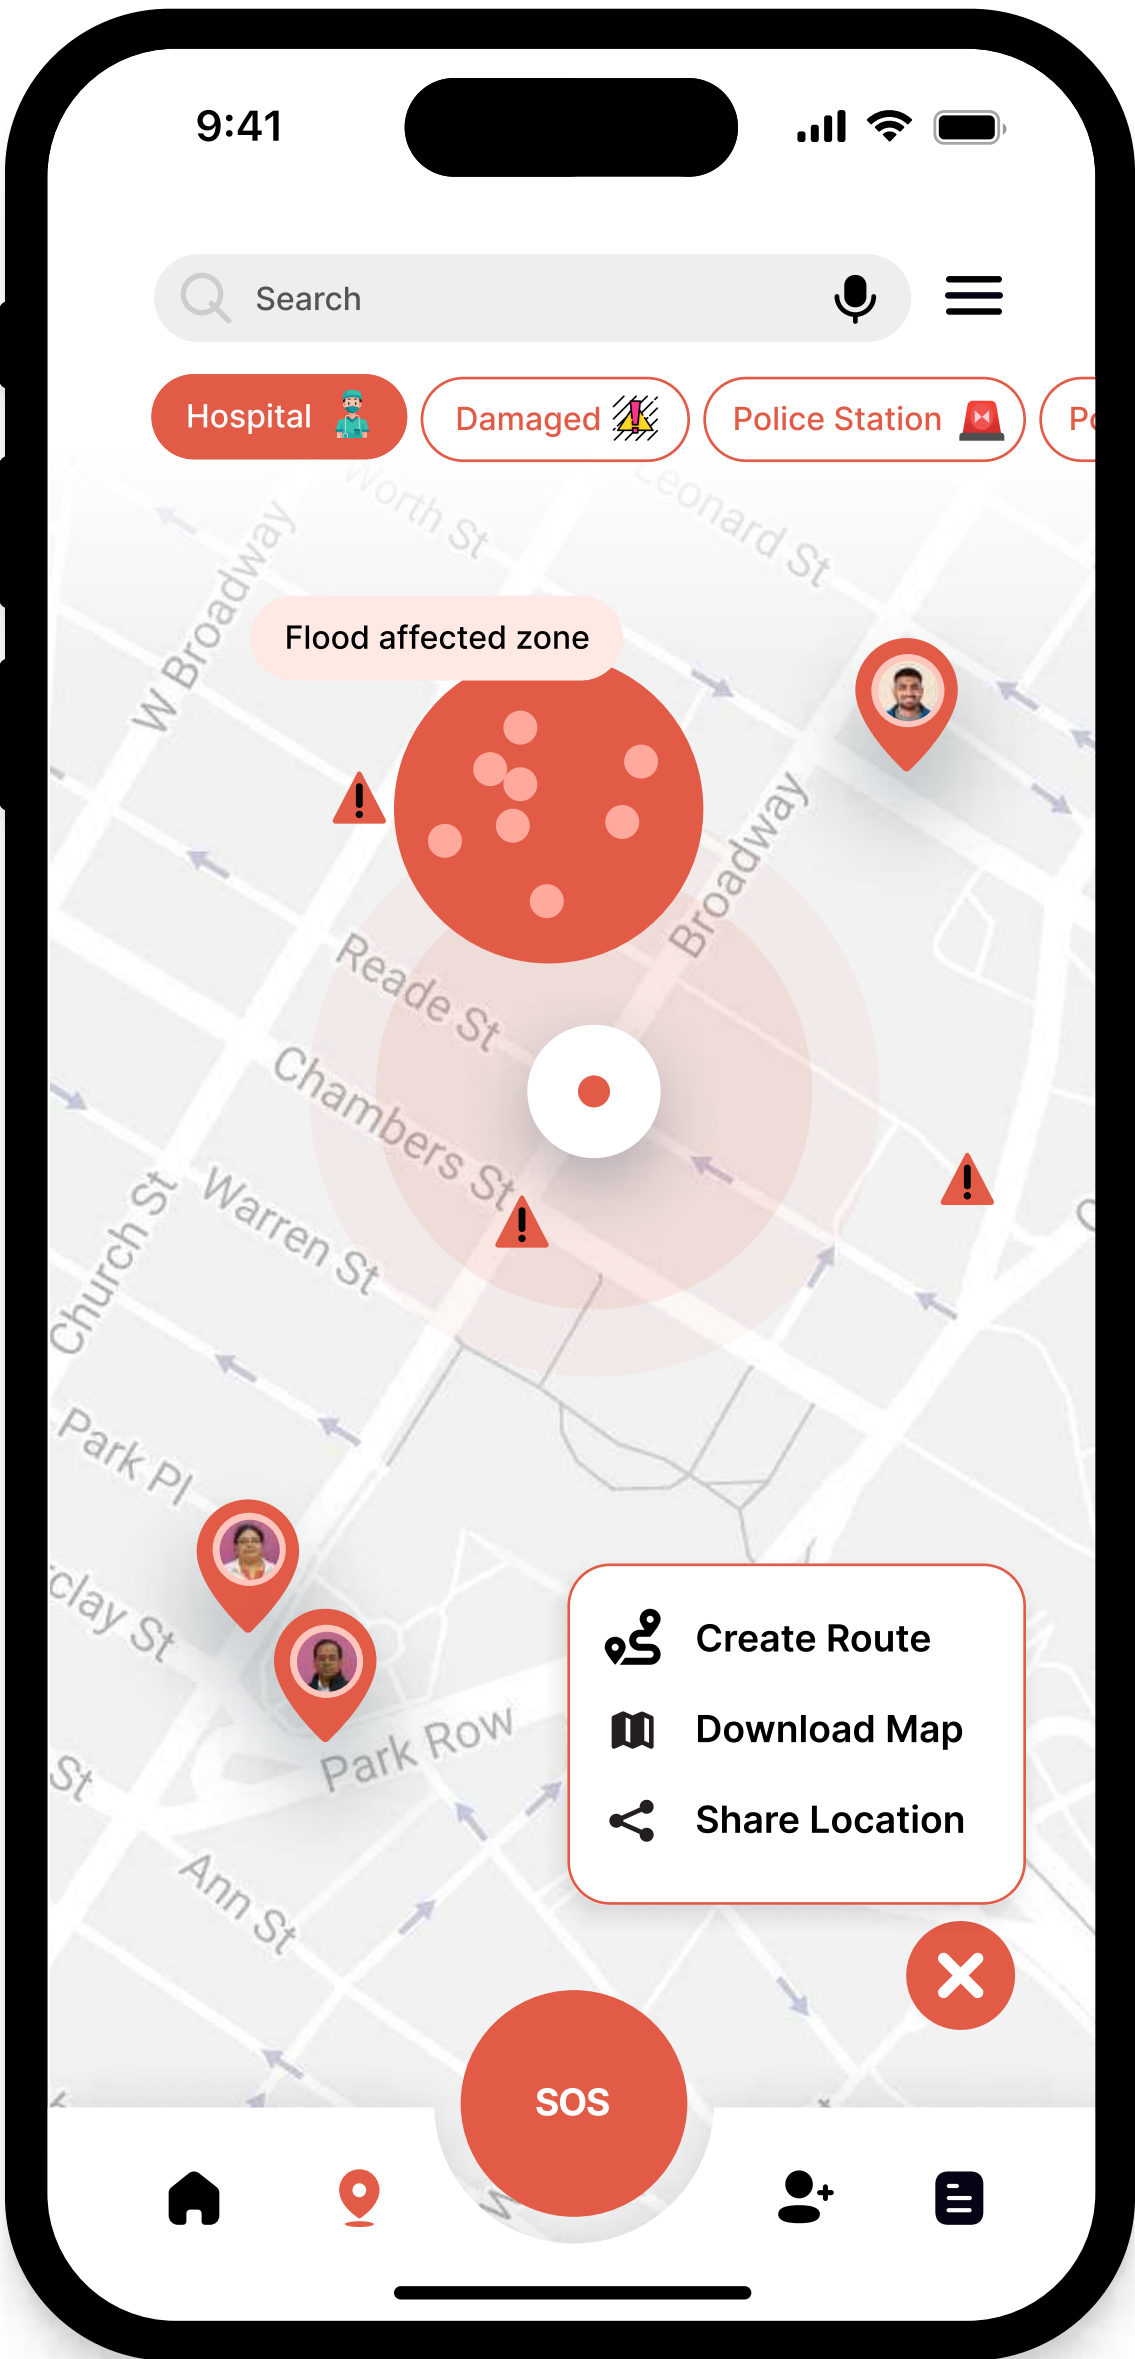 9:41
Search
Hospital
Damaged
Police Station
Po
Worth St
Leonard St
W Broadway
Flood affected zone
Broadway
Reade St
Chambers St
Warren St
Church St
Park Pl
clay St
Create Route
Park Row
Download Map
St
Share Location
Ann St
SOS